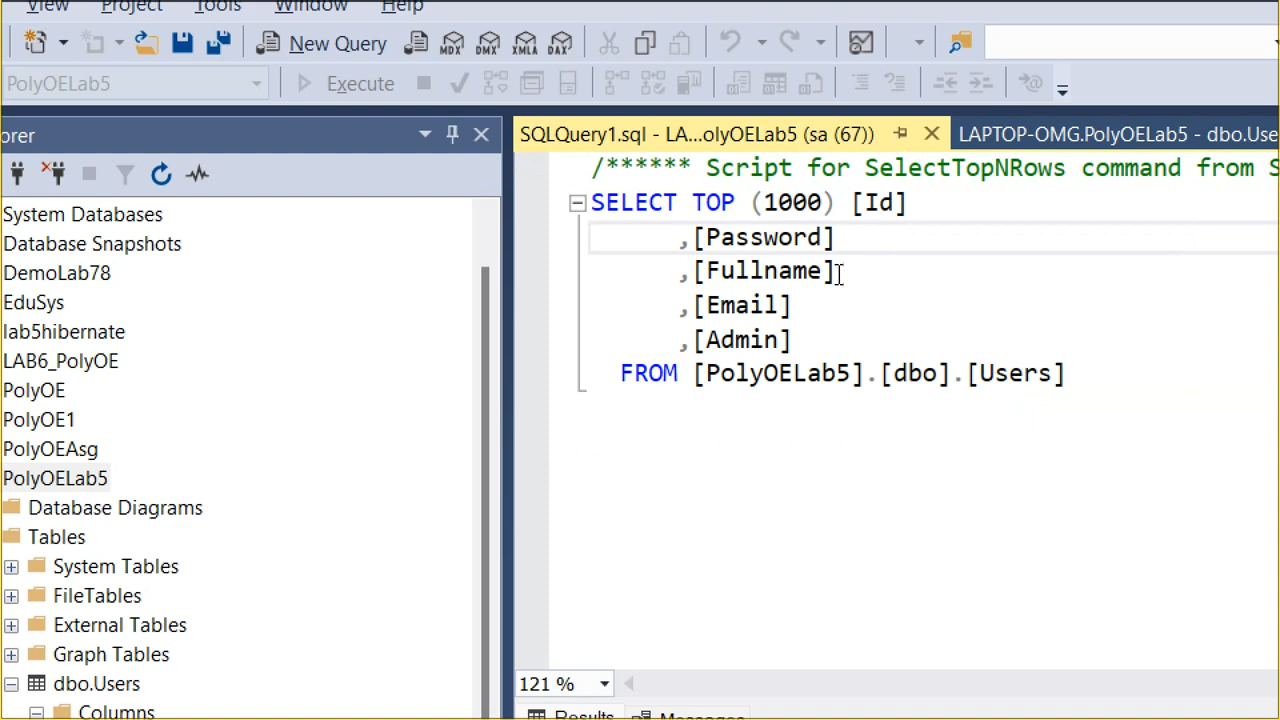 View Project Tools Window Help
New Query MDX DMX XMLA DAX
PolyOELab5 Execute
orer
SQLQuery1.sql - LA...olyOELab5 (sa (67)) LAPTOP-OMG.PolyOELab5 - dbo.Use
System Databases
Database Snapshots
DemoLab78
EduSys
lab5hibernate
LAB6_PolyOE
PolyOE
PolyOE1
PolyOEAsg
PolyOELab5
Database Diagrams
Tables
System Tables
FileTables
External Tables
Graph Tables
dbo.Users
Columns
/****** Script for SelectTopNRows command from S
SELECT TOP (1000) [Id]
,[Password]
,[Fullname]
,[Email]
,[Admin]
FROM [PolyOELab5].[dbo].[Users]
121 %
Results Messages